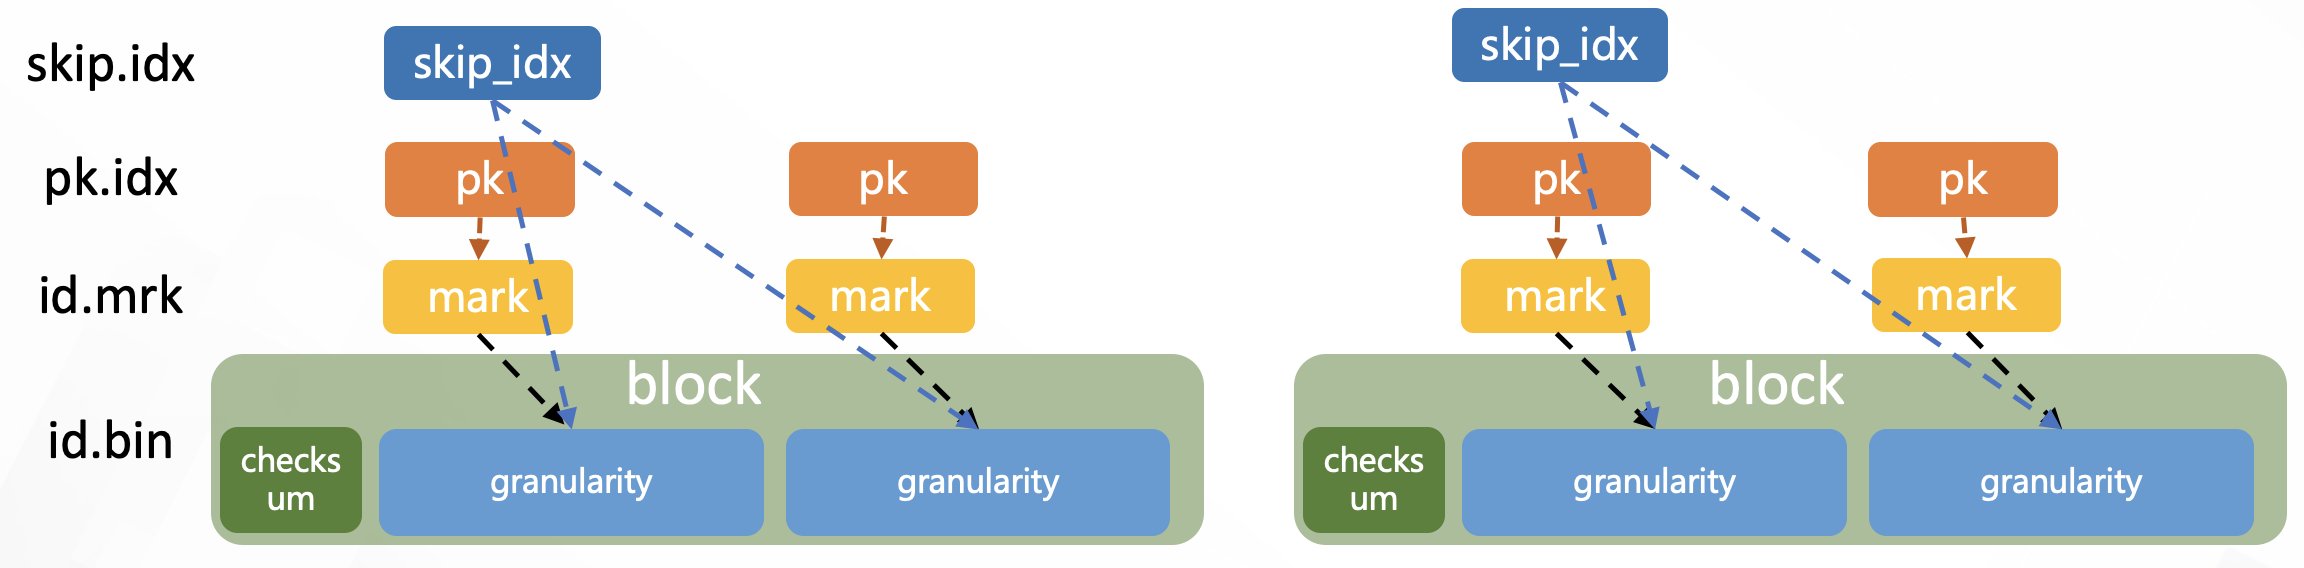 skip.idx
skip_idx
skip_idx
pk.idx
pk
pk
pk
pk
id.mrk
mark
mark
mark
mark
block
block
id.bin
checks
um
granularity
granularity
checks
um
granularity
granularity